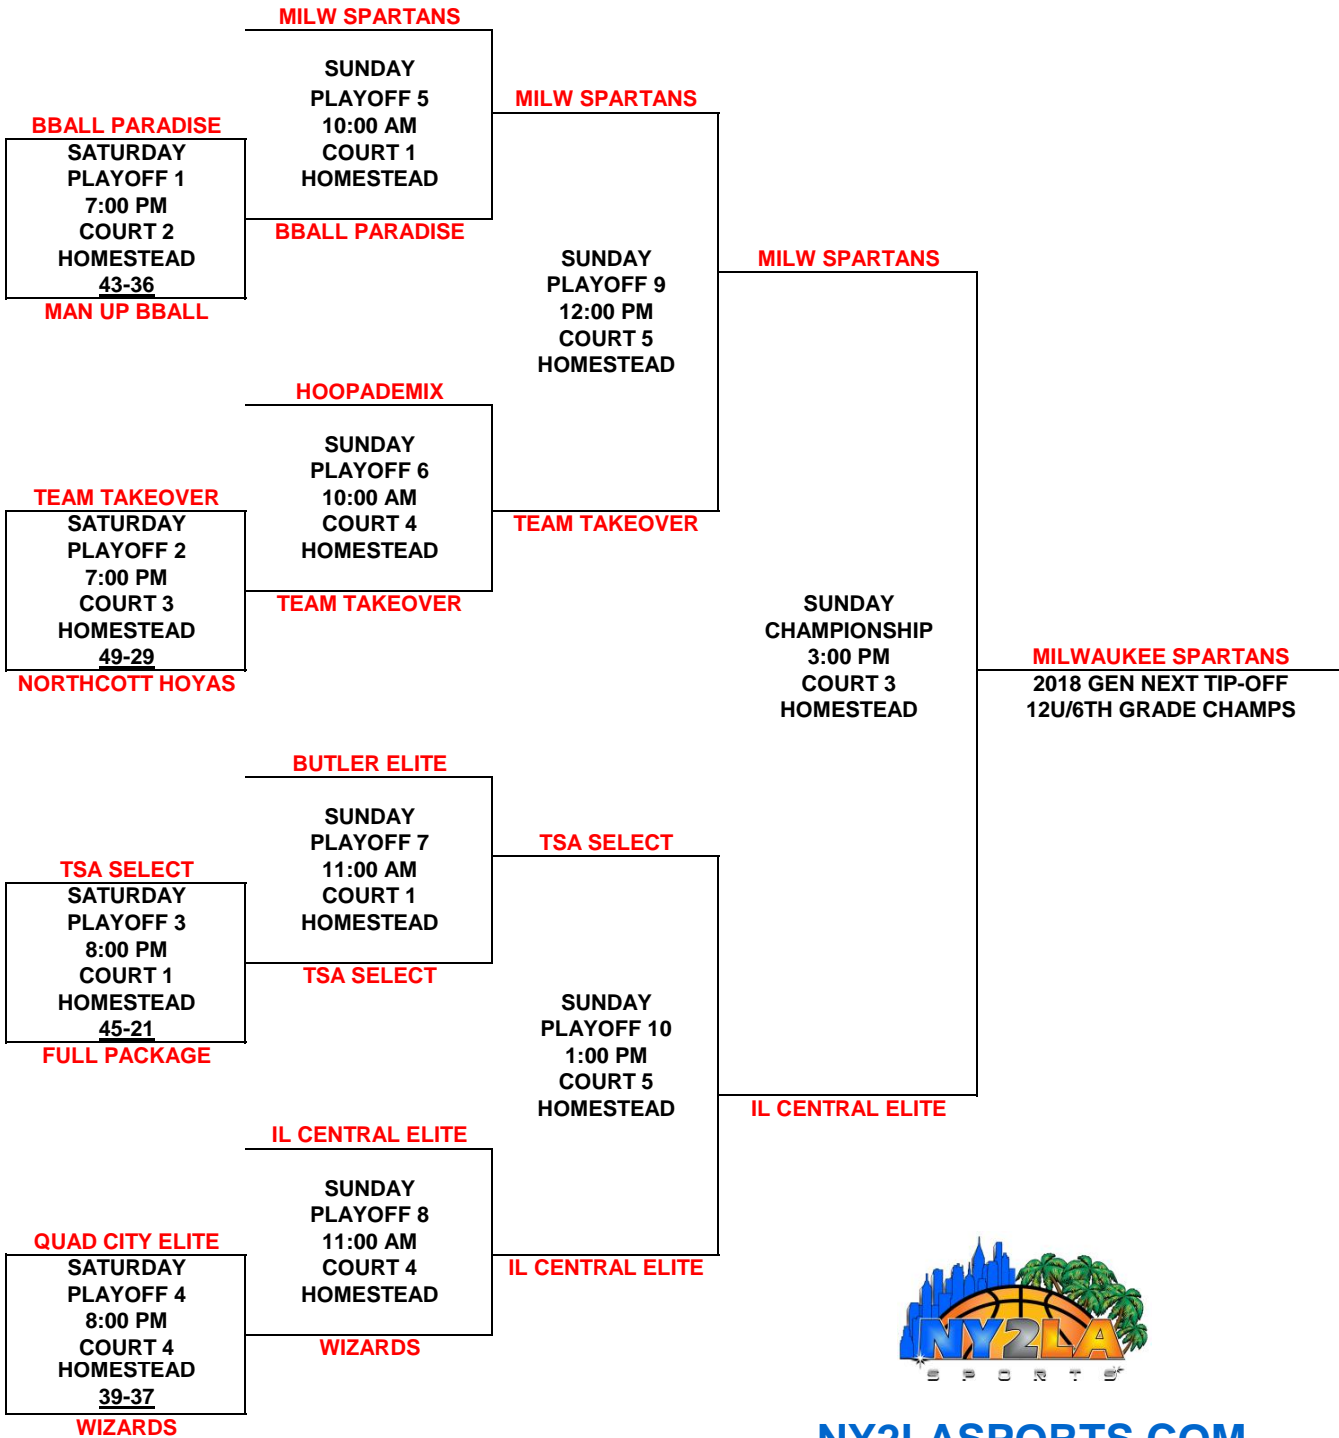 MILW SPARTANS
SUNDAY
PLAYOFF 5
10:00 AM
COURT 1
HOMESTEAD
BBALL PARADISE
BBALL PARADISE
SATURDAY
PLAYOFF 1
7:00 PM
COURT 2
HOMESTEAD
43-36
MAN UP BBALL
MILW SPARTANS
SUNDAY
PLAYOFF 9
12:00 PM
COURT 5
HOMESTEAD
TEAM TAKEOVER
HOOPADEMIX
SUNDAY
PLAYOFF 6
10:00 AM
COURT 4
HOMESTEAD
TEAM TAKEOVER
TEAM TAKEOVER
SATURDAY
PLAYOFF 2
7:00 PM
COURT 3
HOMESTEAD
49-29
NORTHCOTT HOYAS
MILW SPARTANS
SUNDAY
CHAMPIONSHIP
3:00 PM
COURT 3
HOMESTEAD
IL CENTRAL ELITE
MILWAUKEE SPARTANS
2018 GEN NEXT TIP-OFF
12U/6TH GRADE CHAMPS
BUTLER ELITE
SUNDAY
PLAYOFF 7
11:00 AM
COURT 1
HOMESTEAD
TSA SELECT
TSA SELECT
SATURDAY
PLAYOFF 3
8:00 PM
COURT 1
HOMESTEAD
45-21
FULL PACKAGE
TSA SELECT
SUNDAY
PLAYOFF 10
1:00 PM
COURT 5
HOMESTEAD
IL CENTRAL ELITE
IL CENTRAL ELITE
SUNDAY
PLAYOFF 8
11:00 AM
COURT 4
HOMESTEAD
WIZARDS
QUAD CITY ELITE
SATURDAY
PLAYOFF 4
8:00 PM
COURT 4
HOMESTEAD
39-37
WIZARDS
NY2LA
SPORTS
NY2LASPORTS.COM